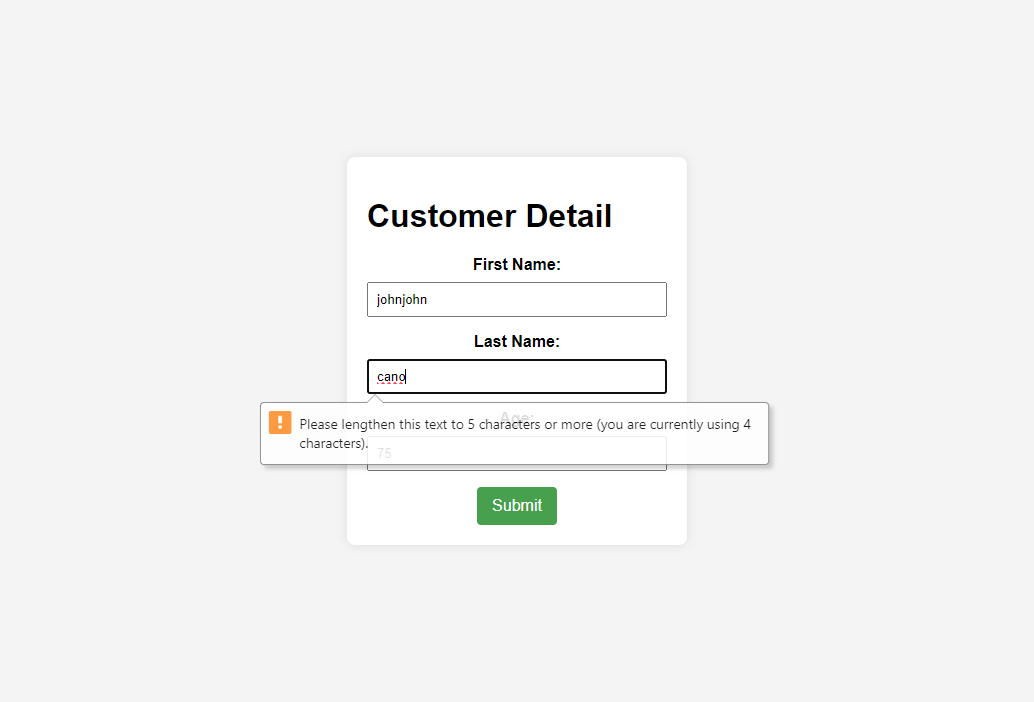 Customer Detail
First Name:
johnjohn
Last Name:
cano
Age:
Please lengthen this text to 5 characters or more (you are currently using 4
characters).
75
Submit